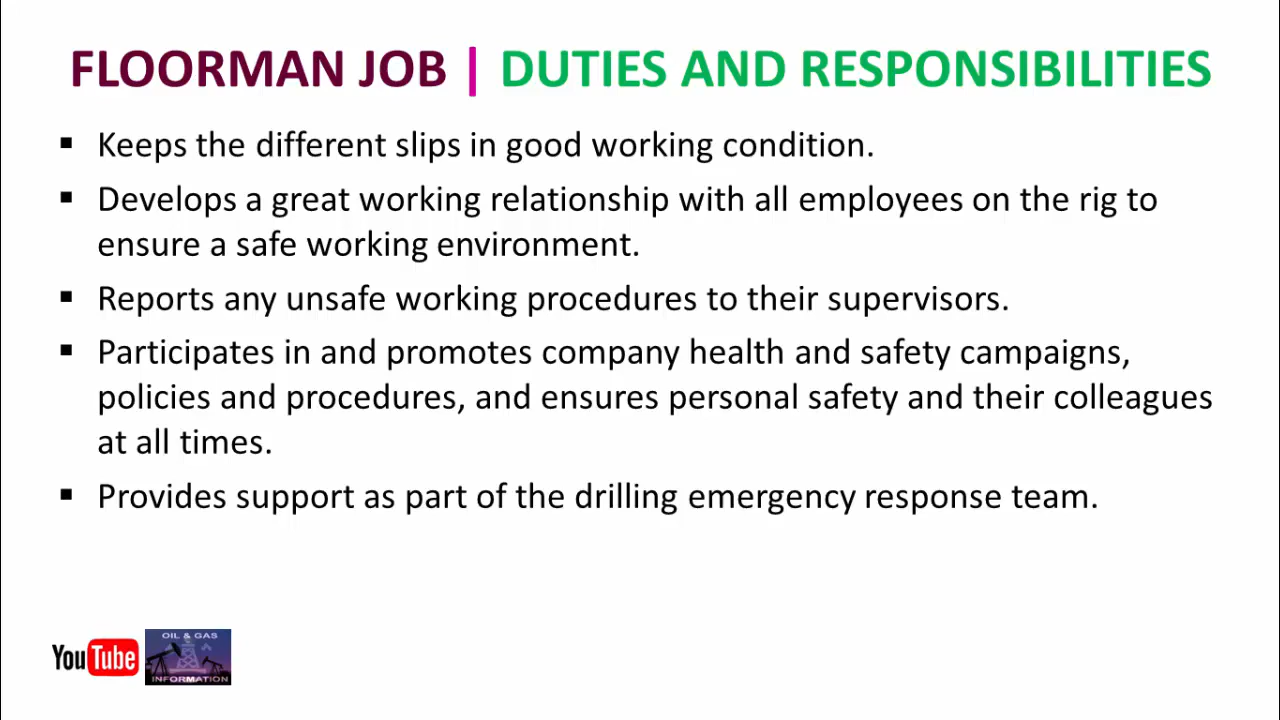 FLOORMAN JOB | DUTIES AND RESPONSIBILITIES
▪ Keeps the different slips in good working condition.
▪ Develops a great working relationship with all employees on the rig to
ensure a safe working environment.
▪ Reports any unsafe working procedures to their supervisors.
▪ Participates in and promotes company health and safety campaigns,
policies and procedures, and ensures personal safety and their colleagues
at all times.
▪ Provides support as part of the drilling emergency response team.
YouTube
OIL & GAS
INFORMATION